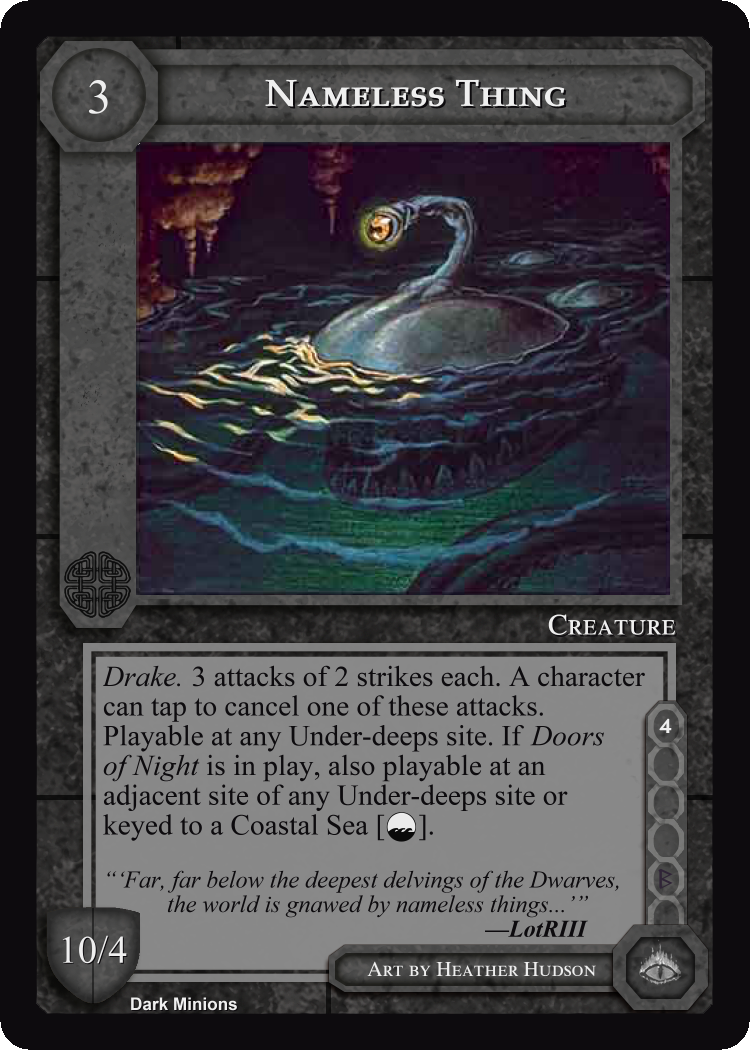 3
Nameless Thing
Creature
Drake. 3 attacks of 2 strikes each. A character
can tap to cancel one of these attacks.
Playable at any Under-deeps site. If Doors
of Night is in play, also playable at an
adjacent site of any Under-deeps site or
keyed to a Coastal Sea [ ].
4
“‘Far, far below the deepest delvings of the Dwarves,
the world is gnawed by nameless things...’”
—LotRIII
10/4
Art by Heather Hudson
Dark Minions